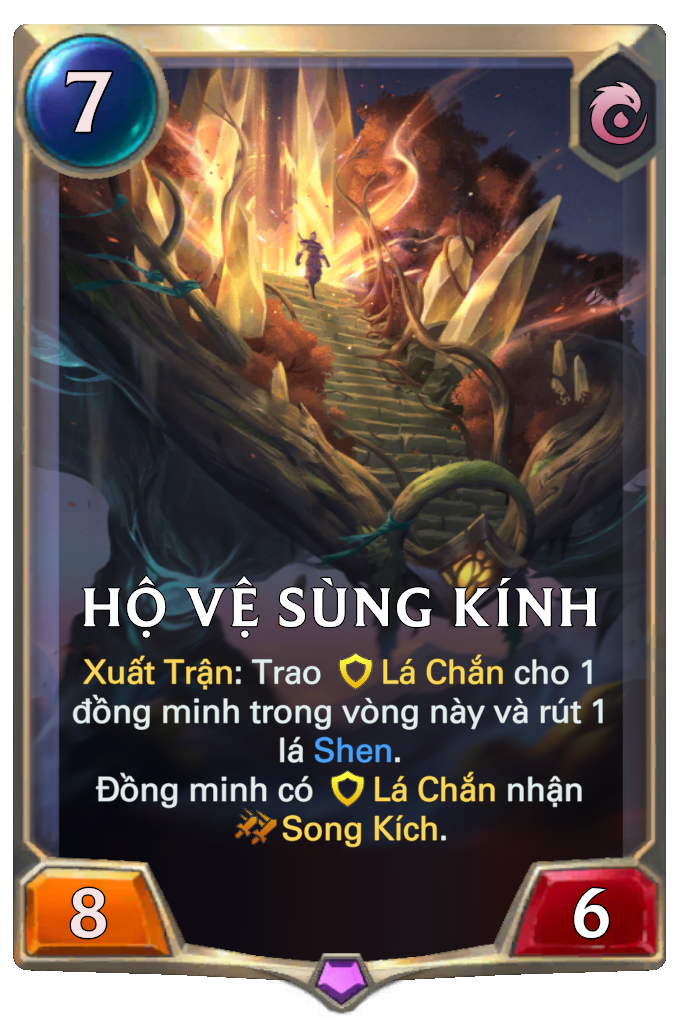 7
HỘ VỆ SÙNG KÍNH
Xuất Trận: Trao Lá Chắn cho 1
đồng minh trong vòng này và rút 1
lá Shen.
Đồng minh có Lá Chắn nhận
Song Kích.
8
6